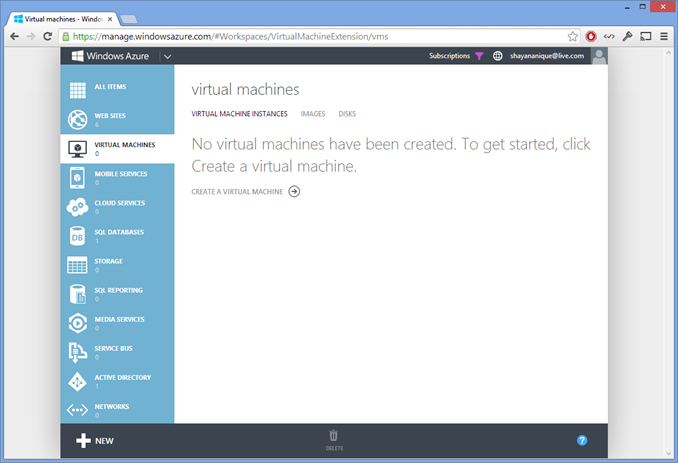 Virtual machines - Windo
https://manage.windowsazure.com/#Workspaces/VirtualMachineExtension/vms
Windows Azure
Subscriptions
shayananique@live.com
ALL ITEMS
WEB SITES
6
VIRTUAL MACHINES
0
MOBILE SERVICES
0
CLOUD SERVICES
0
SQL DATABASES
1
STORAGE
0
SQL REPORTING
0
MEDIA SERVICES
0
SERVICE BUS
0
ACTIVE DIRECTORY
1
NETWORKS
0
virtual machines
VIRTUAL MACHINE INSTANCES IMAGES DISKS
No virtual machines have been created. To get started, click
Create a virtual machine.
CREATE A VIRTUAL MACHINE
DB
NEW
DELETE
?